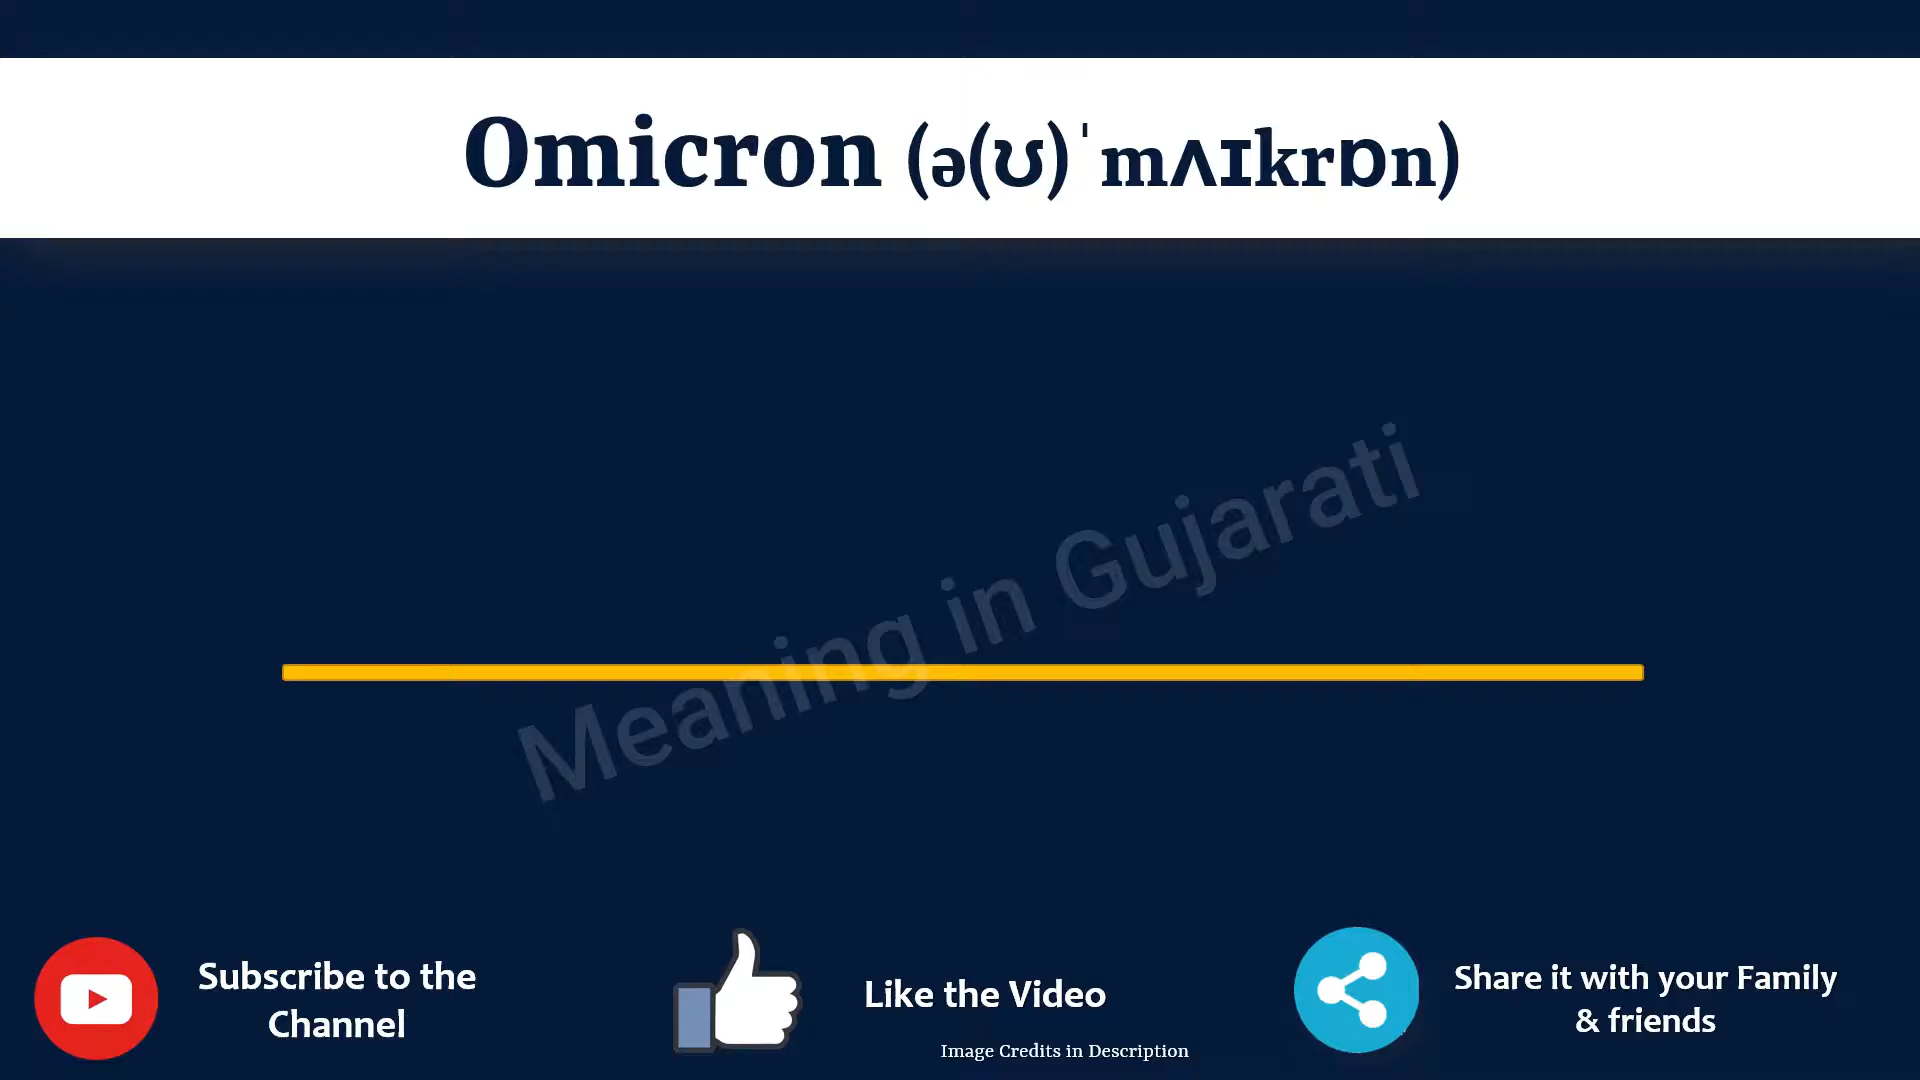 Omicron (ə(ʊ)ˈmʌɪkrɒn)
Meaning in Gujarati
Subscribe to the
Channel
Like the Video
Share it with your Family
& friends
Image Credits in Description